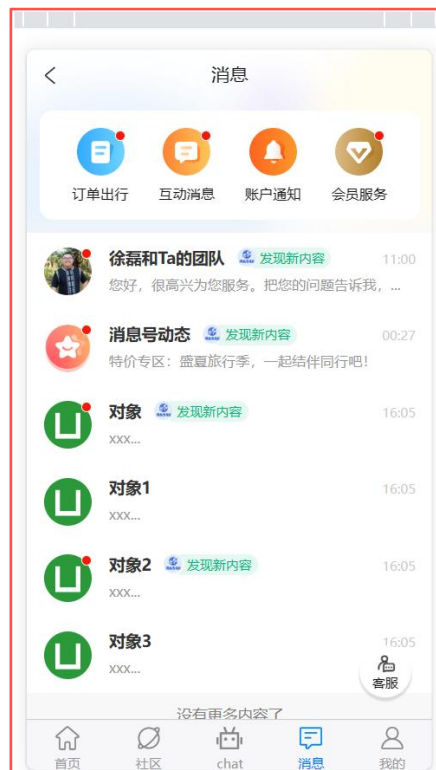 消息
订单出行 互动消息 账户通知 会员服务
徐磊和Ta的团队 发现新内容 11:00
您好，很高兴为您服务。把您的问题告诉我，...
消息号动态 发现新内容 00:27
特价专区：盛夏旅行季，一起结伴同行吧！
对象 发现新内容 16:05
xxx...
对象1 16:05
xxx...
对象2 发现新内容 16:05
xxx...
对象3 16:05
xxx...
客服
没有更多内容了
首页 社区 chat 消息 我的